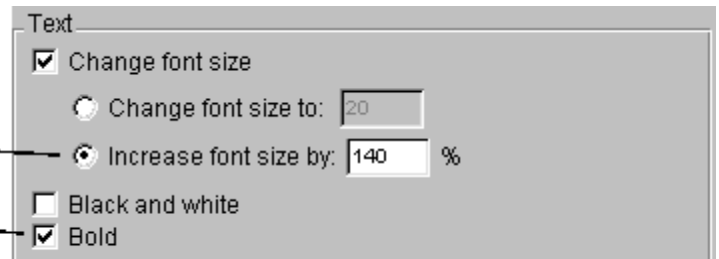 Text
Change font size
Change font size to: 20
Increase font size by: 140 %
Black and white
Bold